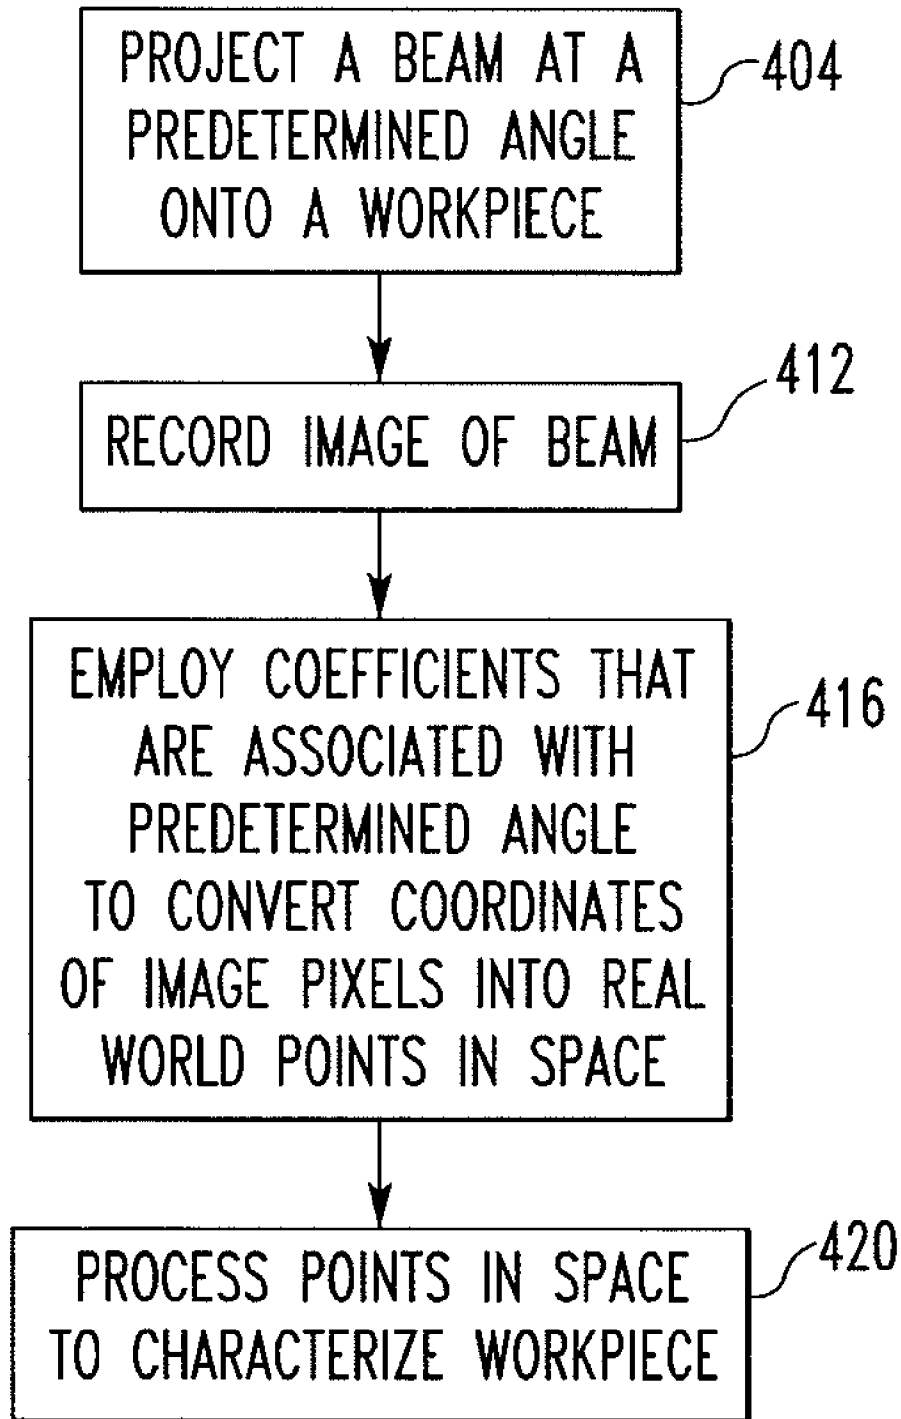 PROJECT A BEAM AT A
PREDETERMINED ANGLE
ONTO A WORKPIECE
404
RECORD IMAGE OF BEAM
412
EMPLOY COEFFICIENTS THAT
ARE ASSOCIATED WITH
PREDETERMINED ANGLE
TO CONVERT COORDINATES
OF IMAGE PIXELS INTO REAL
WORLD POINTS IN SPACE
416
PROCESS POINTS IN SPACE
TO CHARACTERIZE WORKPIECE
420